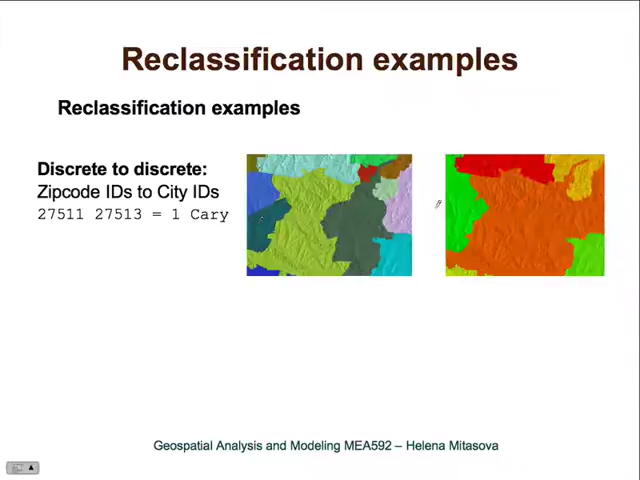 Reclassification examples
Reclassification examples
Discrete to discrete:
Zipcode IDs to City IDs
27511 27513 = 1 Cary
Geospatial Analysis and Modeling MEA592 – Helena Mitasova